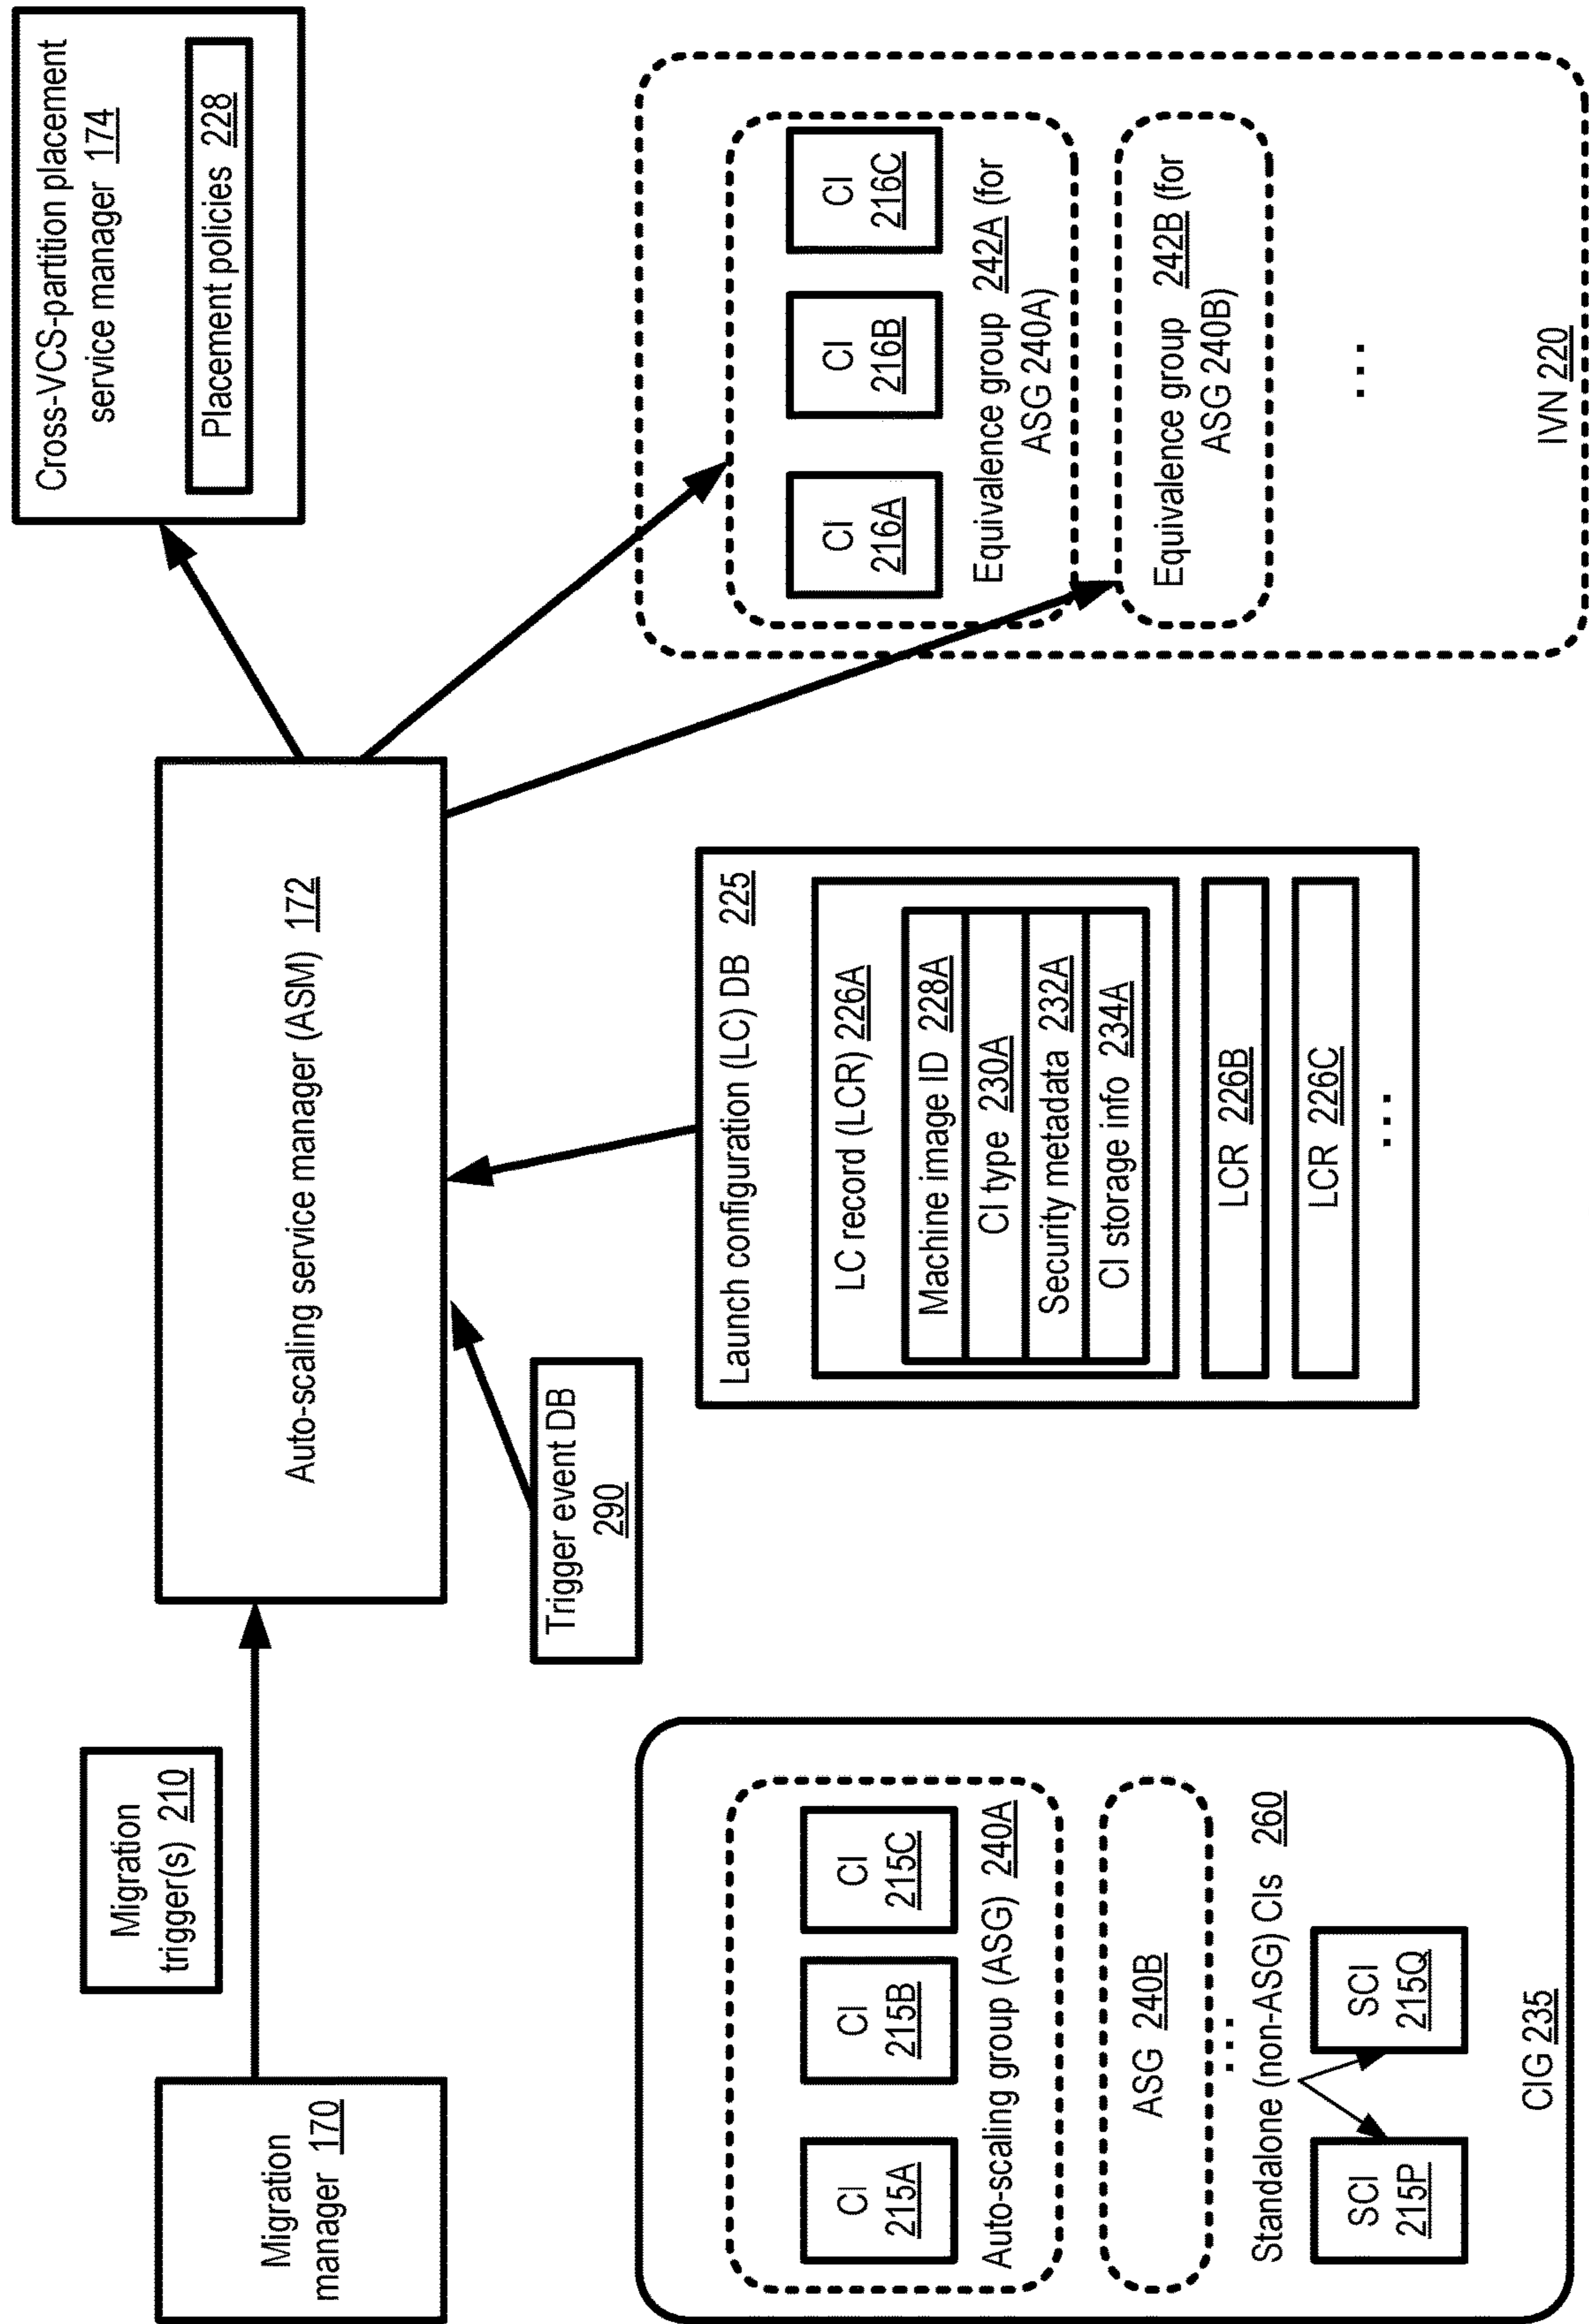 Migration
manager 170
Migration
trigger(s) 210
Auto-scaling service manager (ASM) 172
Cross-VCS-partition placement
service manager 174
Placement policies 228
Trigger event DB
290
CI
215A
CI
215B
CI
215C
Auto-scaling group (ASG) 240A
ASG 240B
...
Standalone (non-ASG) CIs 260
SCI
215P
SCI
215Q
CIG 235
Launch configuration (LC) DB 225
LC record (LCR) 226A
Machine image ID 228A
CI type 230A
Security metadata 232A
CI storage info 234A
LCR 226B
LCR 226C
...
CI
216A
CI
216B
CI
216C
Equivalence group 242A (for
ASG 240A)
Equivalence group 242B (for
ASG 240B)
...
IVN 220